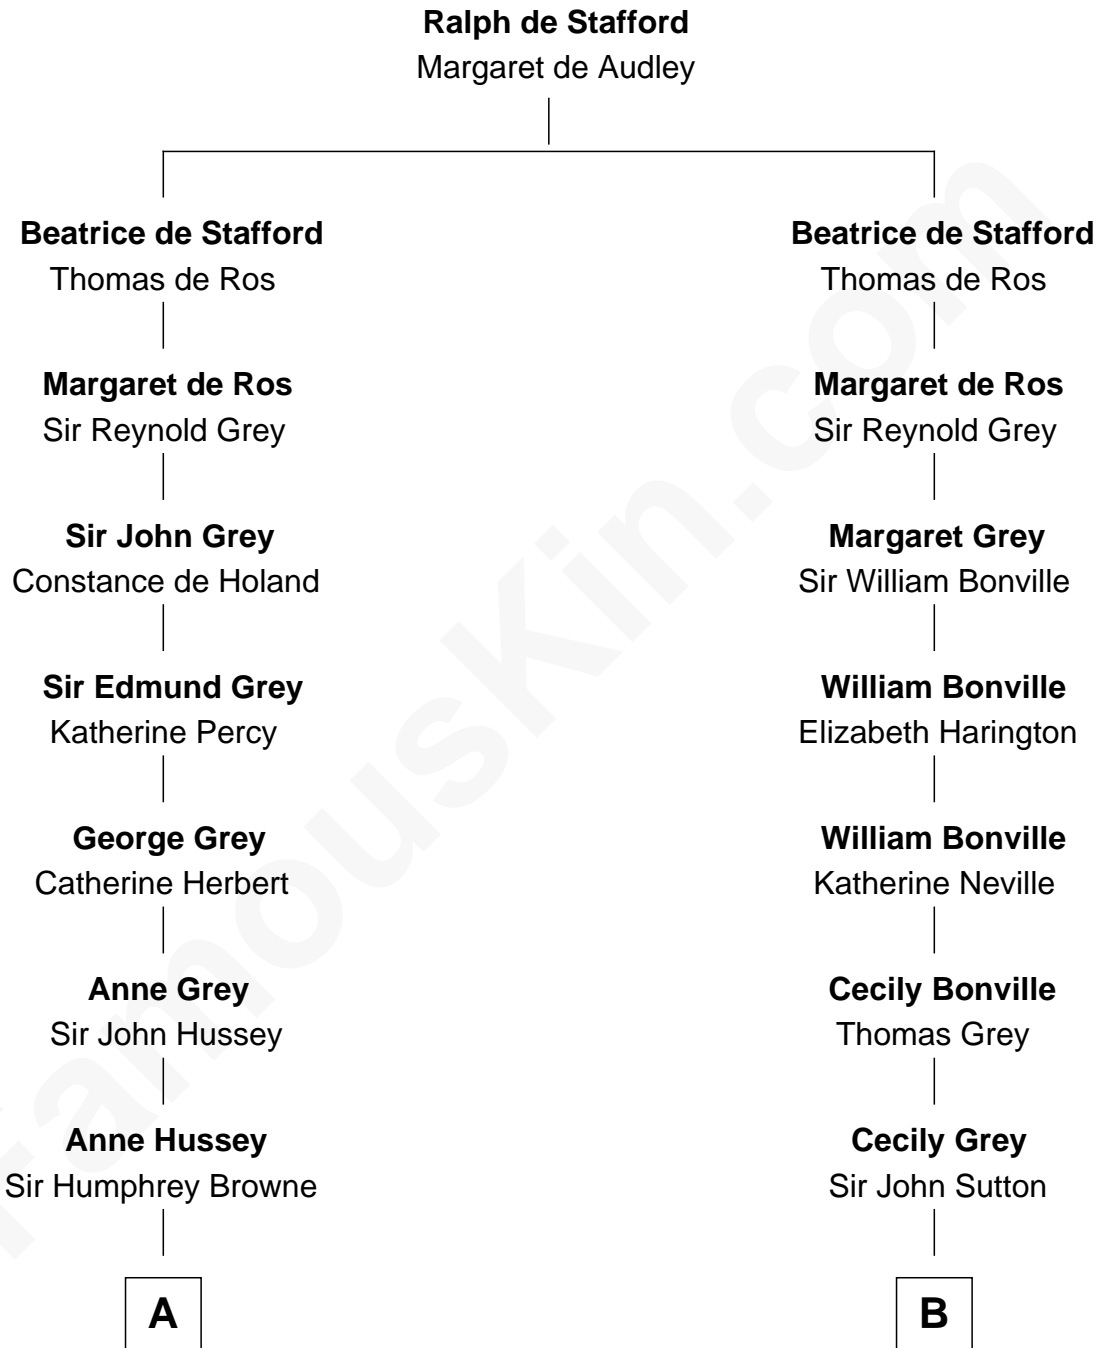 Ralph de Stafford
Margaret de Audley
Beatrice de Stafford
Thomas de Ros
Margaret de Ros
Sir Reynold Grey
Sir John Grey
Constance de Holand
Sir Edmund Grey
Katherine Percy
George Grey
Catherine Herbert
Anne Grey
Sir John Hussey
Anne Hussey
Sir Humphrey Browne
A
Beatrice de Stafford
Thomas de Ros
Margaret de Ros
Sir Reynold Grey
Margaret Grey
Sir William Bonville
William Bonville
Elizabeth Harington
William Bonville
Katherine Neville
Cecily Bonville
Thomas Grey
Cecily Grey
Sir John Sutton
B
FamousKin.com